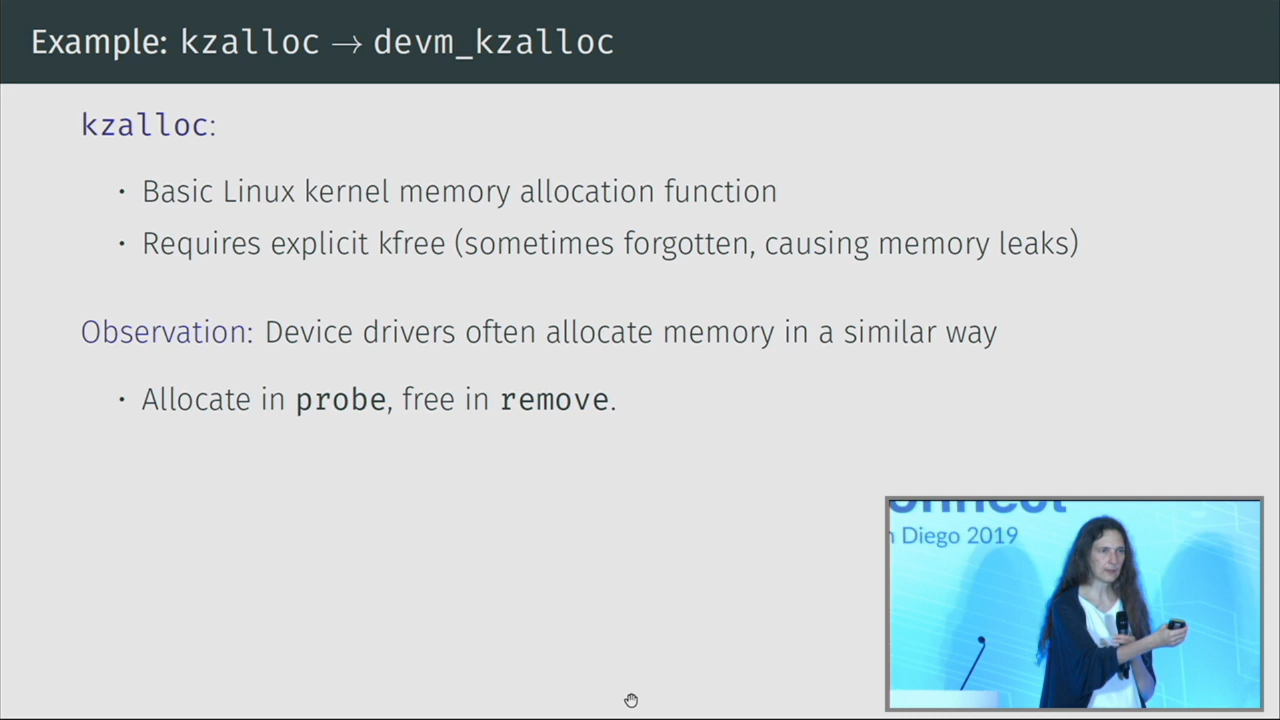 Example: kzalloc → devm_kzalloc
kzalloc:
• Basic Linux kernel memory allocation function
• Requires explicit kfree (sometimes forgotten, causing memory leaks)
Observation: Device drivers often allocate memory in a similar way
• Allocate in probe, free in remove.
Diego 2019